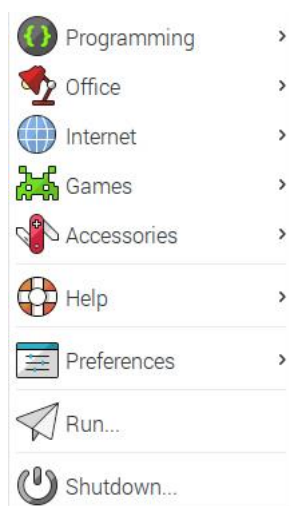 Programming
Office
Internet
Games
Accessories
Help
Preferences
Run...
Shutdown...